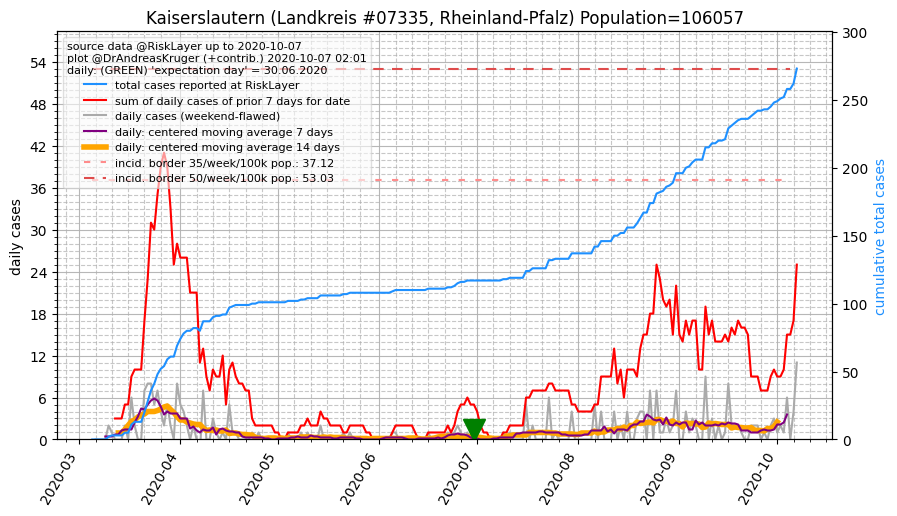 Kaiserslautern (Landkreis #07335, Rheinland-Pfalz) Population=106057
source data @RiskLayer up to 2020-10-07
plot @DrAndreasKruger (+contrib.) 2020-10-07 02:01
daily: (GREEN) 'expectation day' = 30.06.2020
total cases reported at RiskLayer
sum of daily cases of prior 7 days for date
daily cases (weekend-flawed)
daily: centered moving average 7 days
daily: centered moving average 14 days
incid. border 35/week/100k pop.: 37.12
incid. border 50/week/100k pop.: 53.03
daily cases
54
48
42
36
30
24
18
12
6
0
cumulative total cases
300
250
200
150
100
50
0
2020-03
2020-04
2020-05
2020-06
2020-07
2020-08
2020-09
2020-10